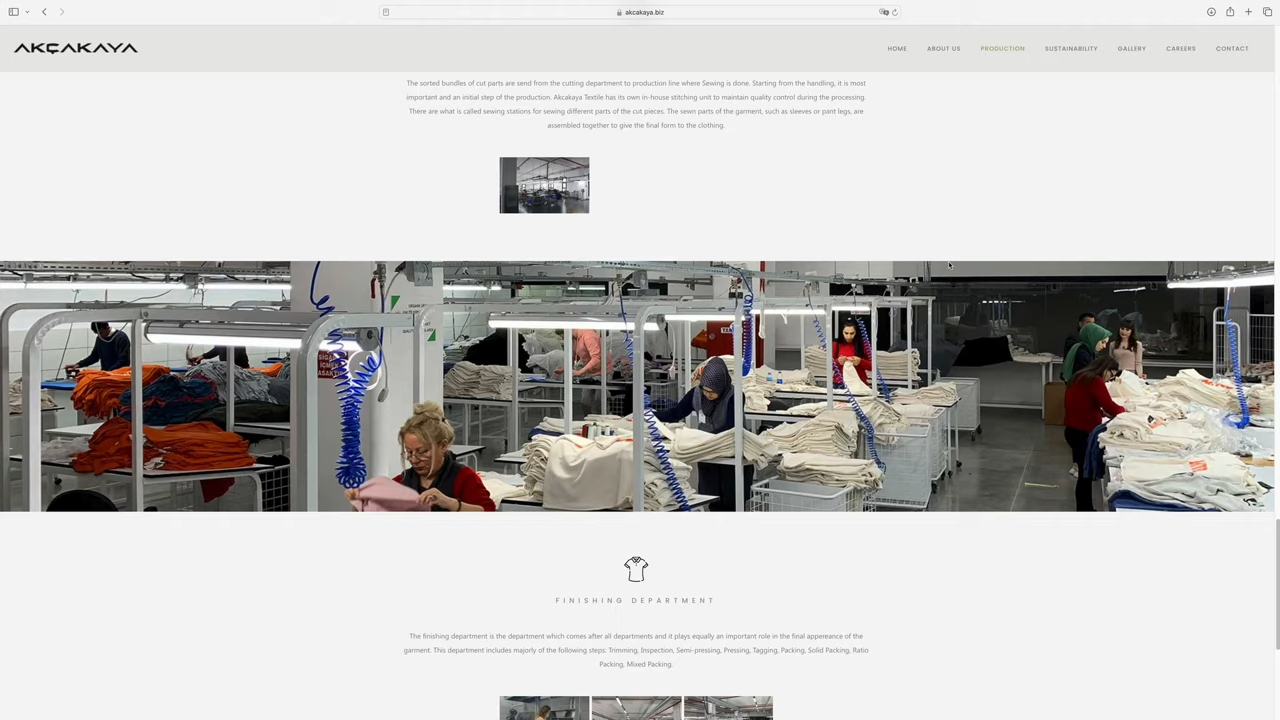 akcakaya.biz
AKÇAKAYA
HOME ABOUT US PRODUCTION SUSTAINABILITY GALLERY CAREERS CONTACT
The sorted bundles of cut parts are send from the cutting department to production line where Sewing is done. Starting from the handling, it is most
important and an initial step of the production. Akcakaya Textile has its own in-house stitching unit to maintain quality control during the processing.
There are what is called sewing stations for sewing different parts of the cut pieces. The sewn parts of the garment, such as sleeves or pant legs, are
assembled together to give the final form to the clothing.
FINISHING DEPARTMENT
The finishing department is the department which comes after all departments and it plays equally an important role in the final appereance of the
garment. This department includes majorly of the following steps: Trimming, Inspection, Semi-pressing, Pressing, Tagging, Packing, Solid Packing, Ratio
Packing, Mixed Packing.